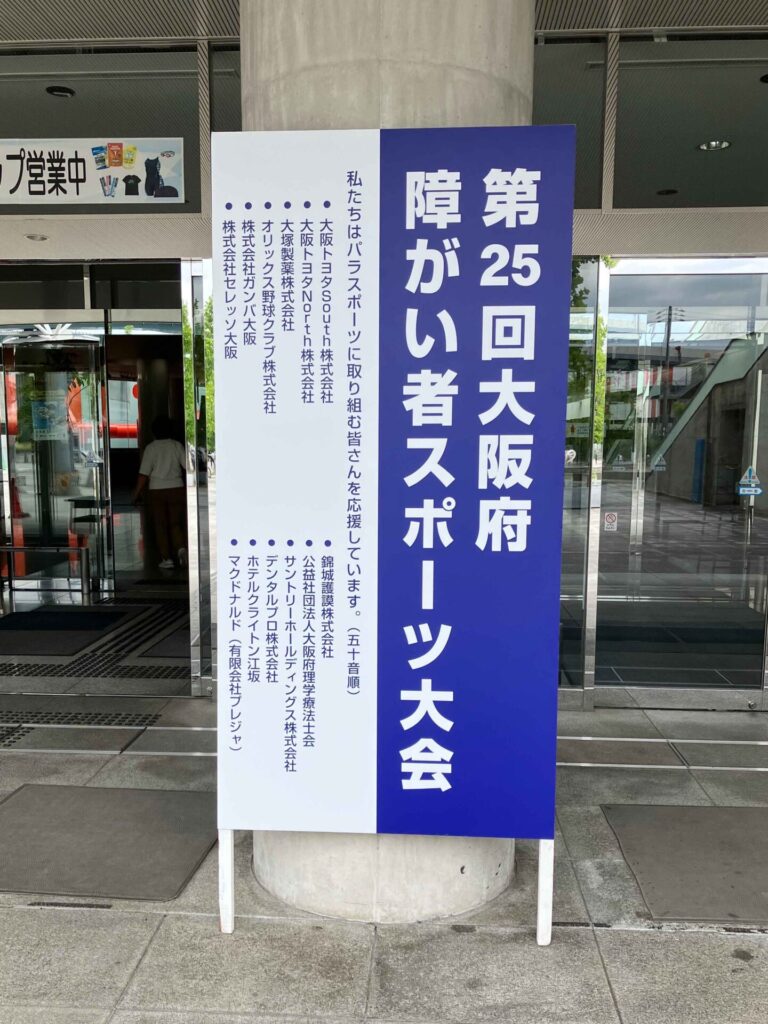 第25回大阪府
障がい者スポーツ大会
私たちはパラスポーツに取り組む皆さんを応援しています。（五十音順）
●大阪トヨタSouth株式会社
●大阪トヨタNorth株式会社
●大塚製薬株式会社
●オリックス野球クラブ株式会社
●株式会社ガンバ大阪
●株式会社セレッソ大阪
●錦城護謨株式会社
●公益社団法人大阪府理学療法士会
●サントリーホールディングス株式会社
●デンタルプロ株式会社
●ホテルクライトン江坂
●マクドナルド（有限会社プレジャ）
ップ営業中